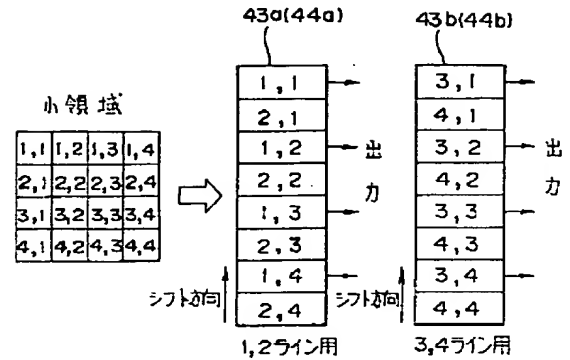 43a(44a)
43b(44b)
小領域
1,1 1,2 1,3 1,4
2,1 2,2 2,3 2,4
3,1 3,2 3,3 3,4
4,1 4,2 4,3 4,4
1,1
2,1
1,2
2,2
1,3
2,3
1,4
2,4
出力
シフト方向
1,2ライン用
3,1
4,1
3,2
4,2
3,3
4,3
3,4
4,4
出力
シフト方向
3,4ライン用